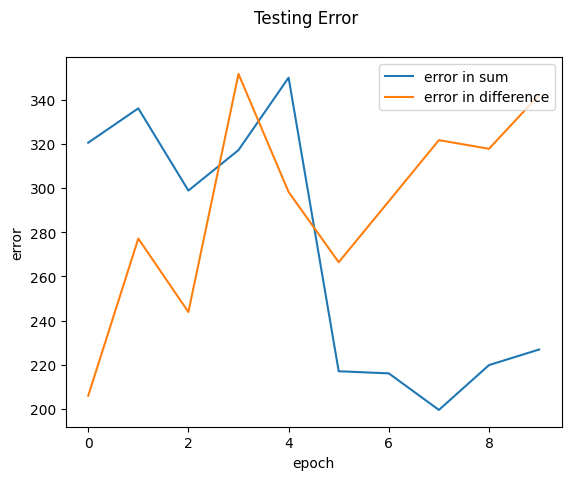 Testing Error
error in sum
error in difference
340
320
300
280
260
240
220
200
error
0 2 4 6 8
epoch